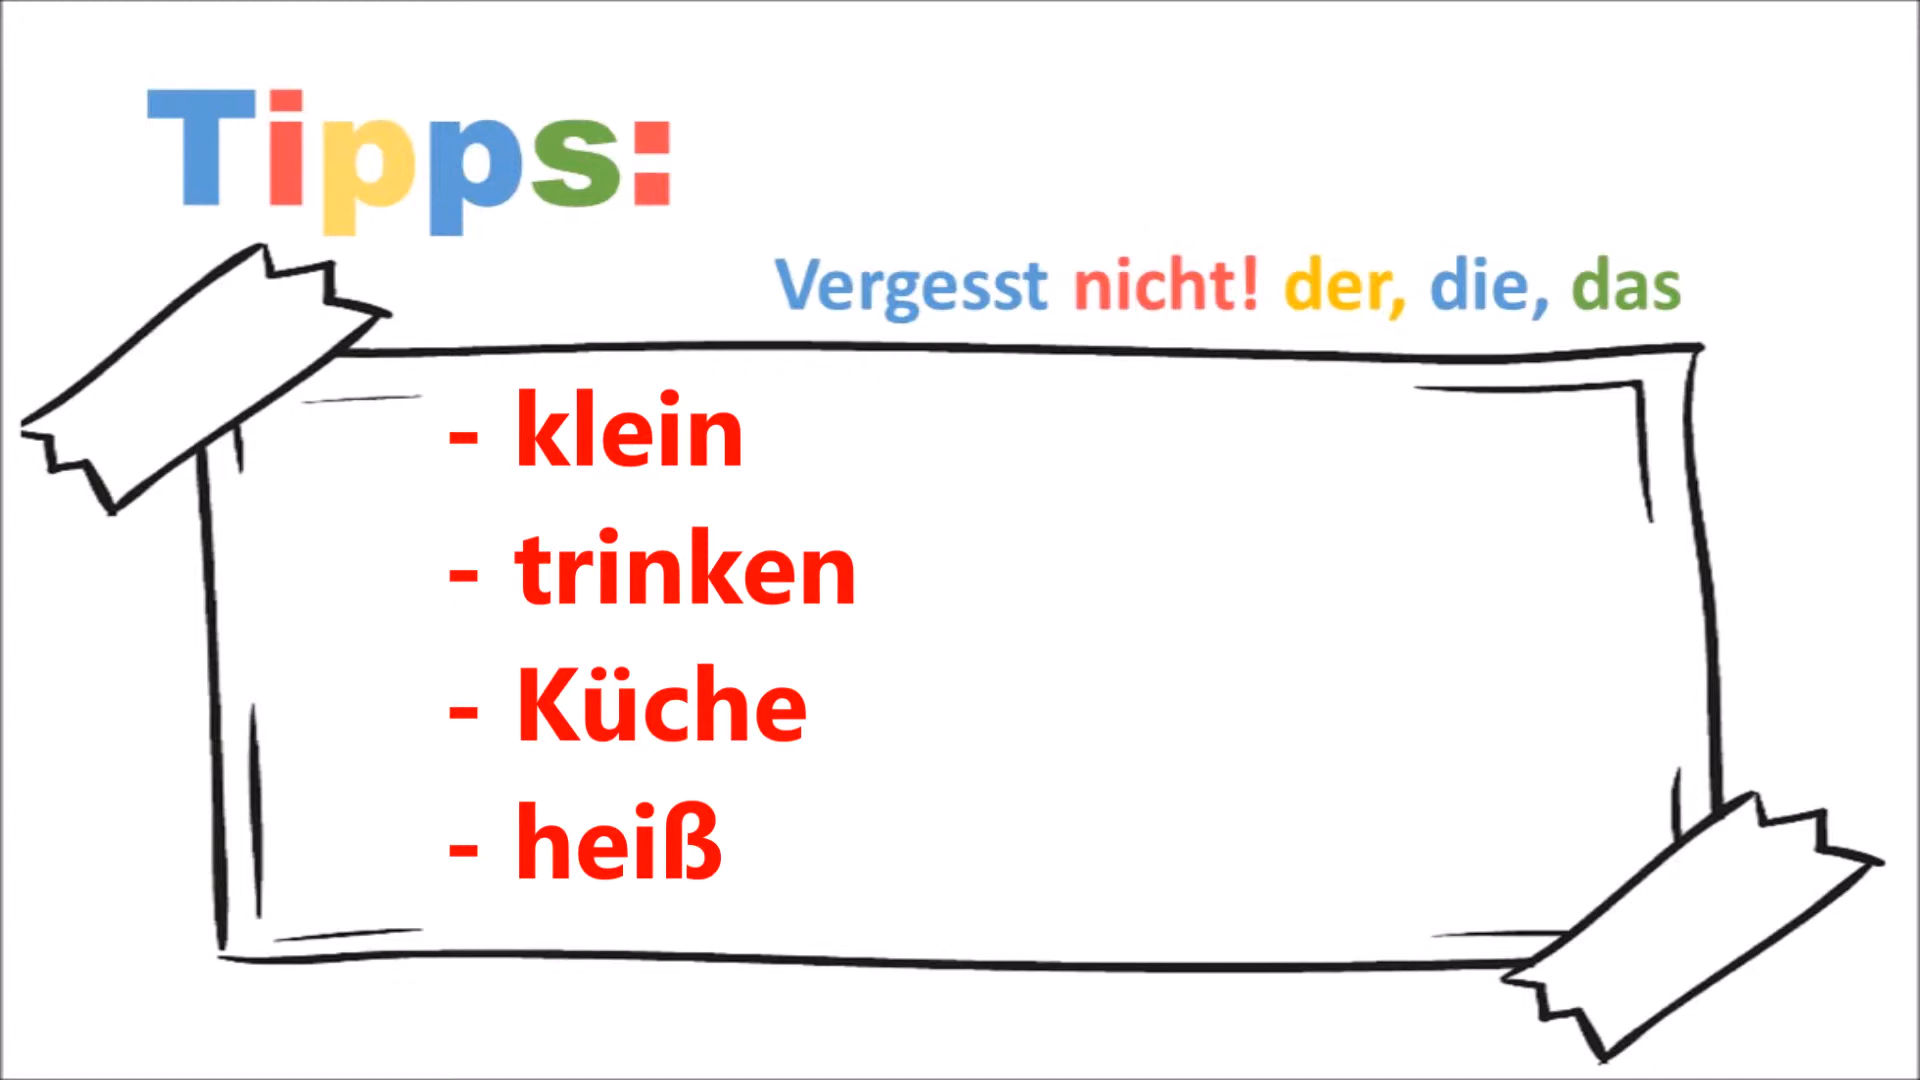 Tipps:
Vergesst nicht! der, die, das
- klein
- trinken
- Küche
- heiß